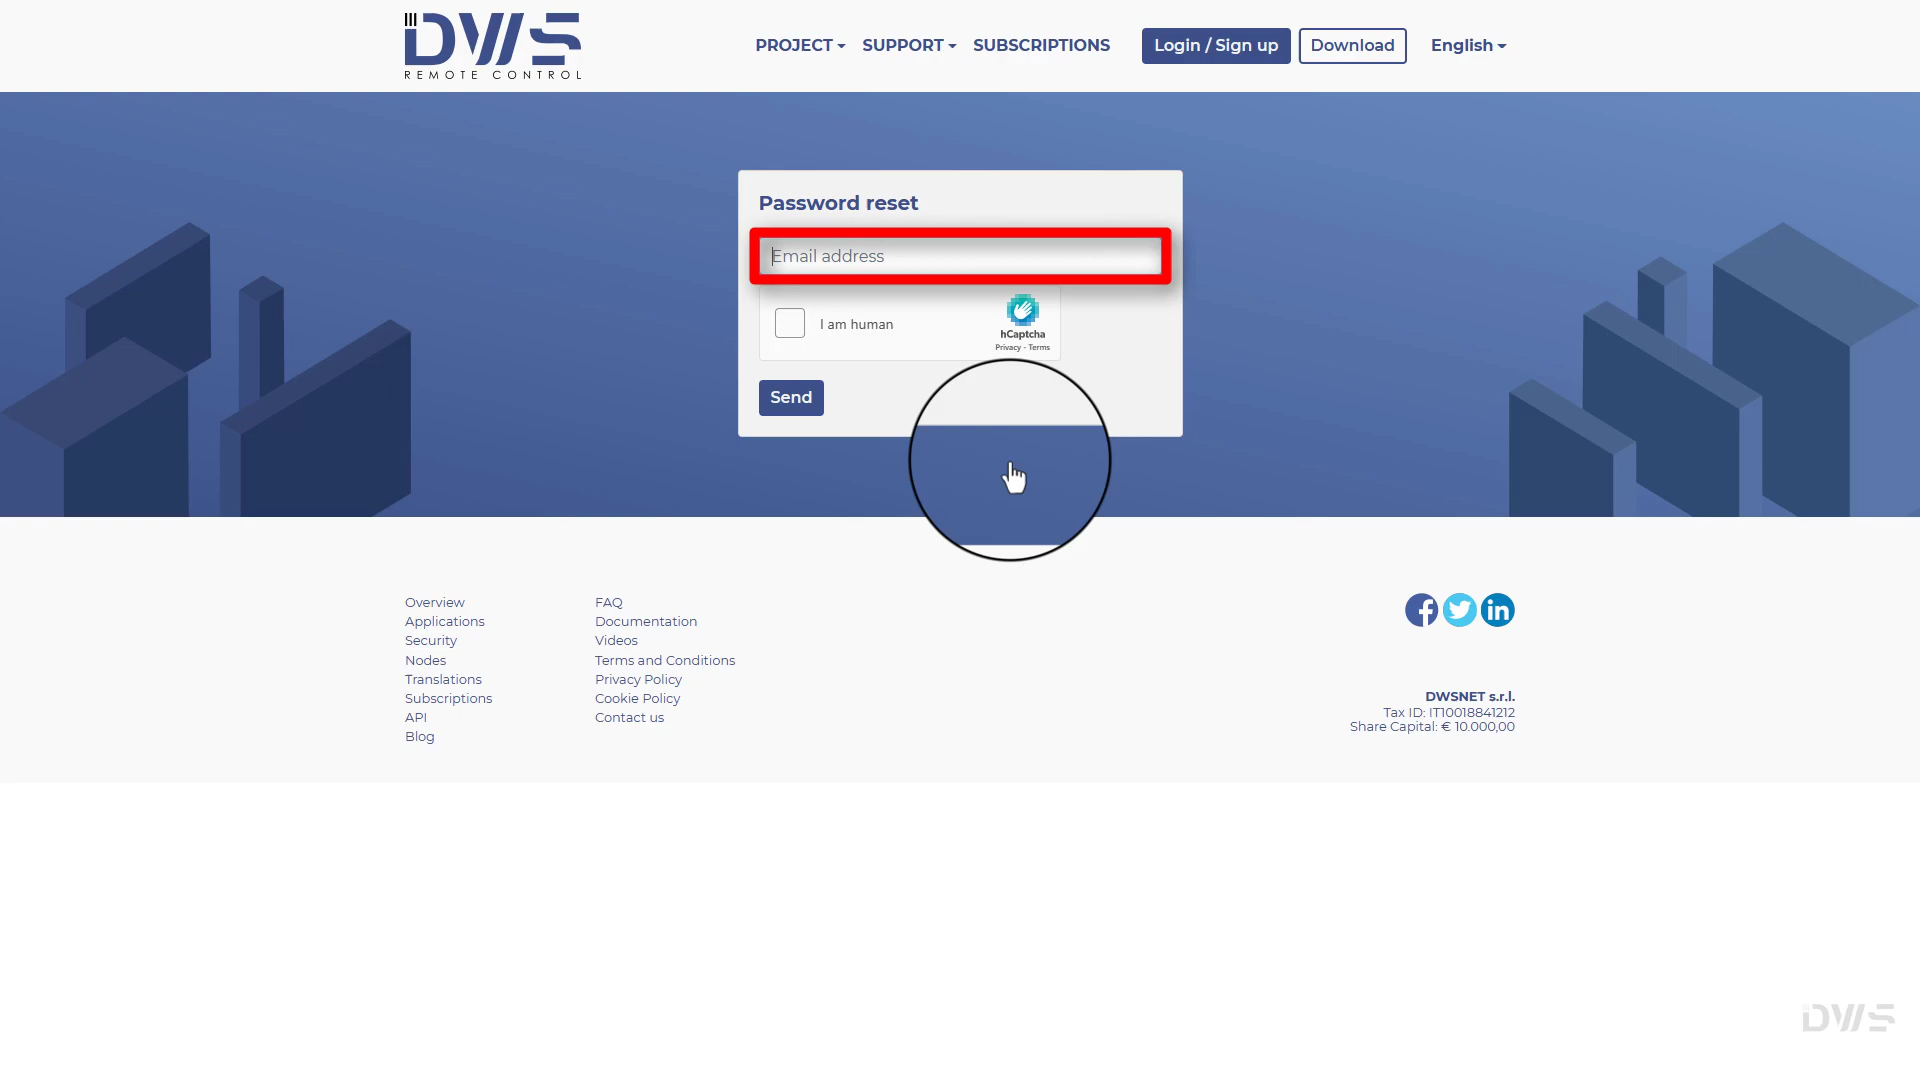 DWS
REMOTE CONTROL
PROJECT
SUPPORT
SUBSCRIPTIONS
Login / Sign up
Download
English
Password reset
Email address
I am human
hCaptcha
Privacy - Terms
Send
Overview
Applications
Security
Nodes
Translations
Subscriptions
API
Blog
FAQ
Documentation
Videos
Terms and Conditions
Privacy Policy
Cookie Policy
Contact us
DWSNET s.r.l.
Tax ID: IT10018841212
Share Capital: € 10.000,00
DWS